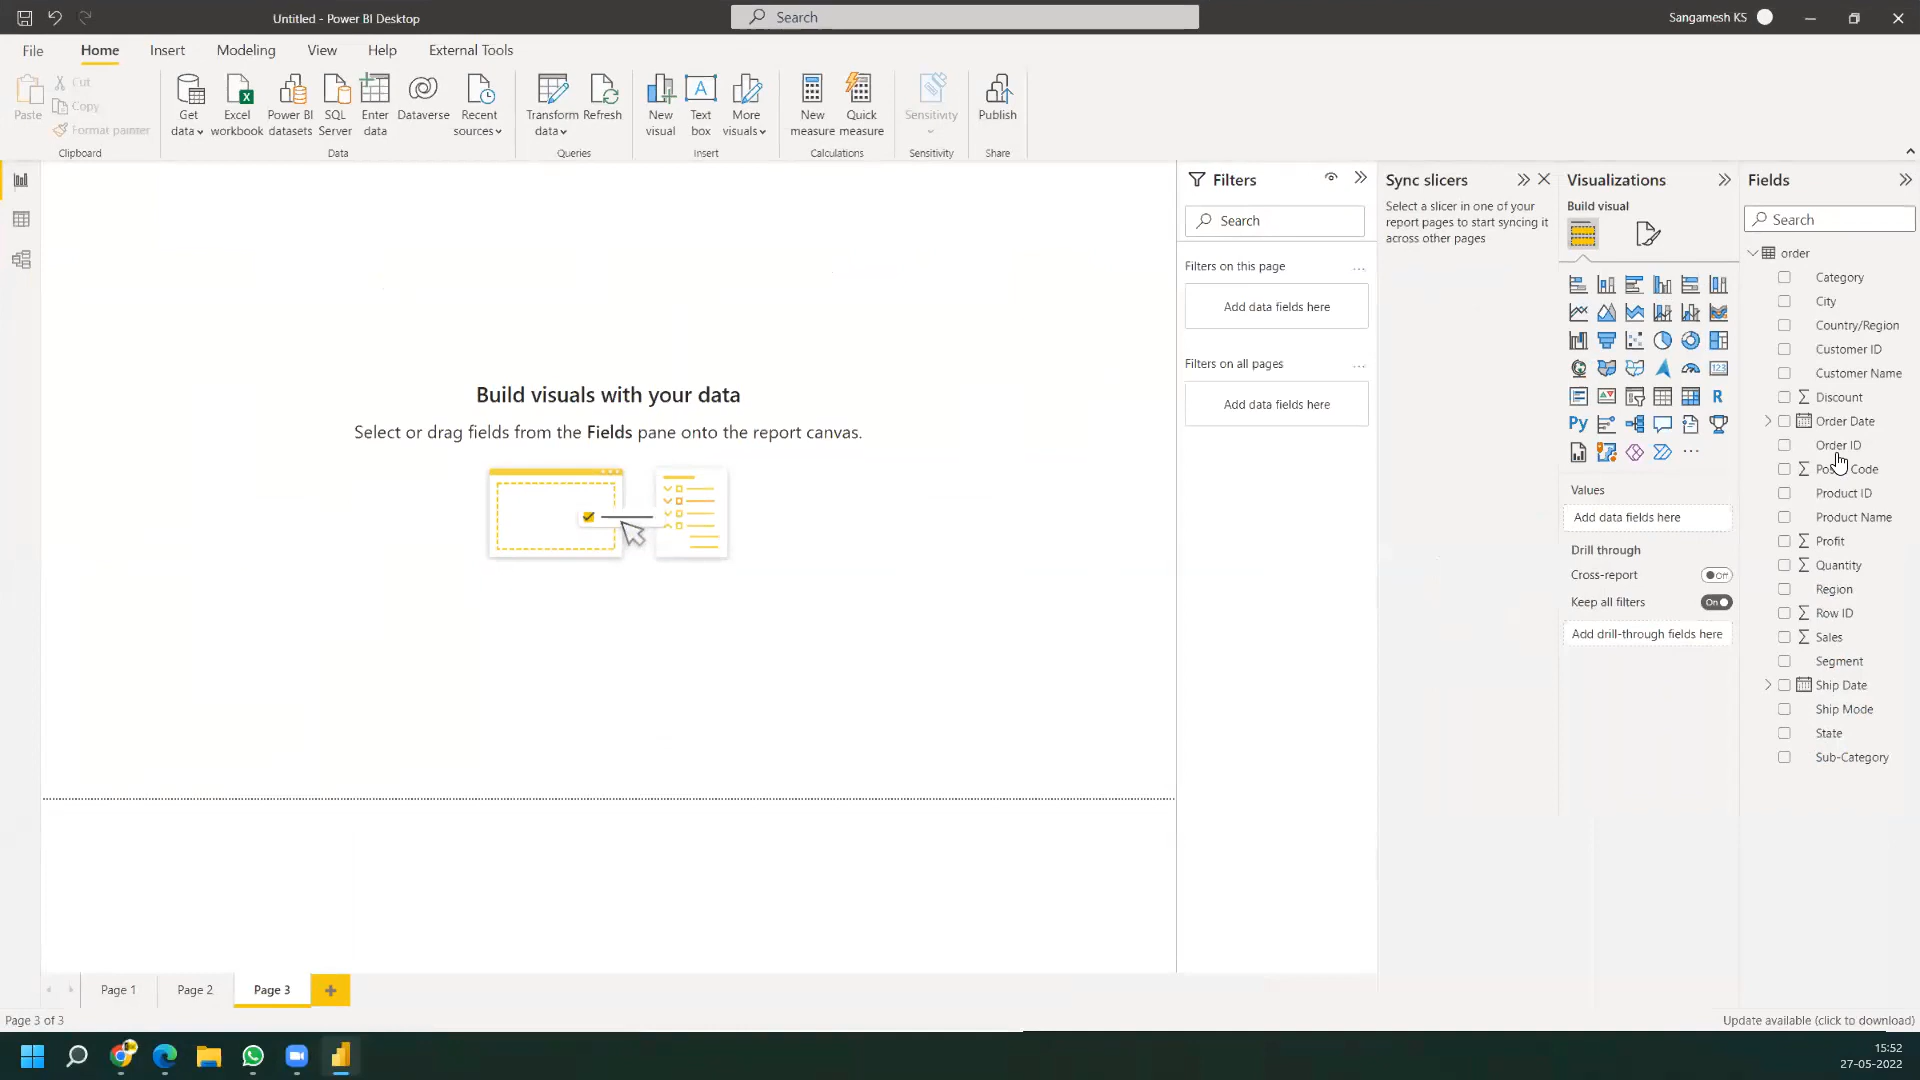 Untitled - Power BI Desktop
Search
Sangamesh KS
File
Home
Insert
Modeling
View
Help
External Tools
Paste
Cut
Copy
Format painter
Clipboard
Get data
Excel workbook
Power BI datasets
SQL Server
Enter data
Dataverse
Recent sources
Data
Transform data
Refresh
Queries
New visual
Text box
More visuals
Insert
New measure
Quick measure
Calculations
Sensitivity
Sensitivity
Publish
Share
Build visuals with your data
Select or drag fields from the Fields pane onto the report canvas.
Filters
Search
Filters on this page
...
Add data fields here
Filters on all pages
...
Add data fields here
Sync slicers
Select a slicer in one of your
report pages to start syncing it
across other pages
Visualizations
Build visual
123
R
Py
...
Values
Add data fields here
Drill through
Cross-report
Off
Keep all filters
On
Add drill-through fields here
Fields
Search
order
Category
City
Country/Region
Customer ID
Customer Name
Discount
Order Date
Order ID
Code
Product ID
Product Name
Profit
Quantity
Region
Row ID
Sales
Segment
Ship Date
Ship Mode
State
Sub-Category
Page 1
Page 2
Page 3
Page 3 of 3
Update available (click to download)
15:52
27-05-2022